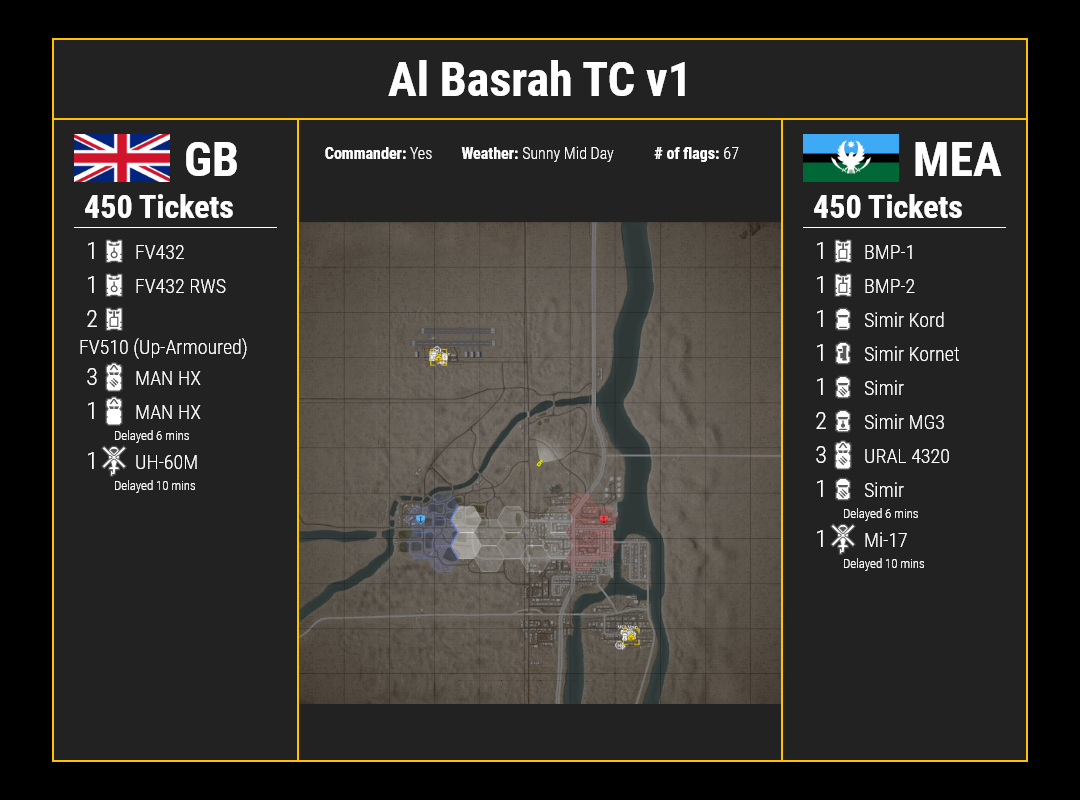 Al Basrah TC v1
GB
450 Tickets
1 FV432
1 FV432 RWS
2
FV510 (Up-Armoured)
3 MAN HX
1 MAN HX
Delayed 6 mins
1 UH-60M
Delayed 10 mins
Commander: Yes Weather: Sunny Mid Day # of flags: 67
MEA
450 Tickets
1 BMP-1
1 BMP-2
1 Simir Kord
1 Simir Kornet
1 Simir
2 Simir MG3
3 URAL 4320
1 Simir
Delayed 6 mins
1 Mi-17
Delayed 10 mins